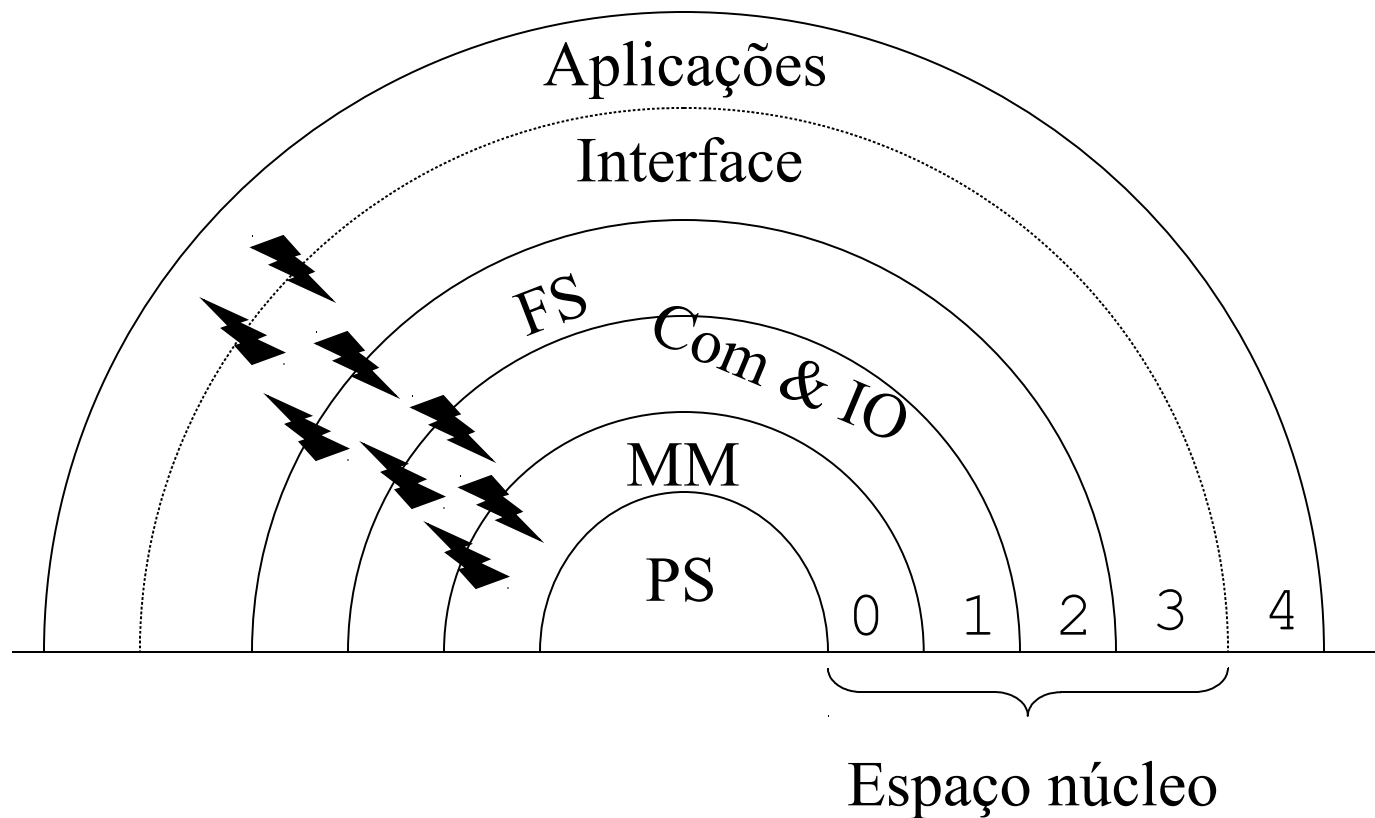 Aplicações
Interface
FS
Com & IO
MM
PS
0 1 2 3 4
Espaço núcleo